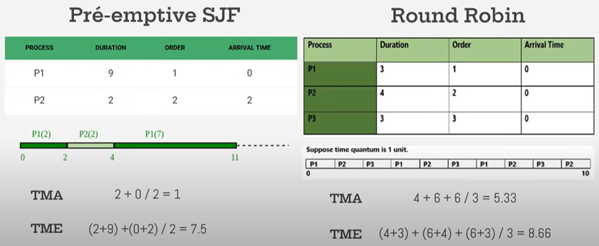 Pré-emptive SJF
PROCESS DURATION ORDER ARRIVAL TIME
P1 9 1 0
P2 2 2 2
P1(2) P2(2) P1(7)
0 2 4 11
TMA 2 + 0 / 2 = 1
TME (2+9) +(0+2) / 2 = 7.5
Round Robin
Process Duration Order Arrival Time
P1 3 1 0
P2 4 2 0
P3 3 3 0
Suppose time quantum is 1 unit.
P1 P2 P3 P1 P2 P3 P1 P2 P3 P2
0 10
TMA 4 + 6 + 6 / 3 = 5.33
TME (4+3) + (6+4) + (6+3) / 3 = 8.66